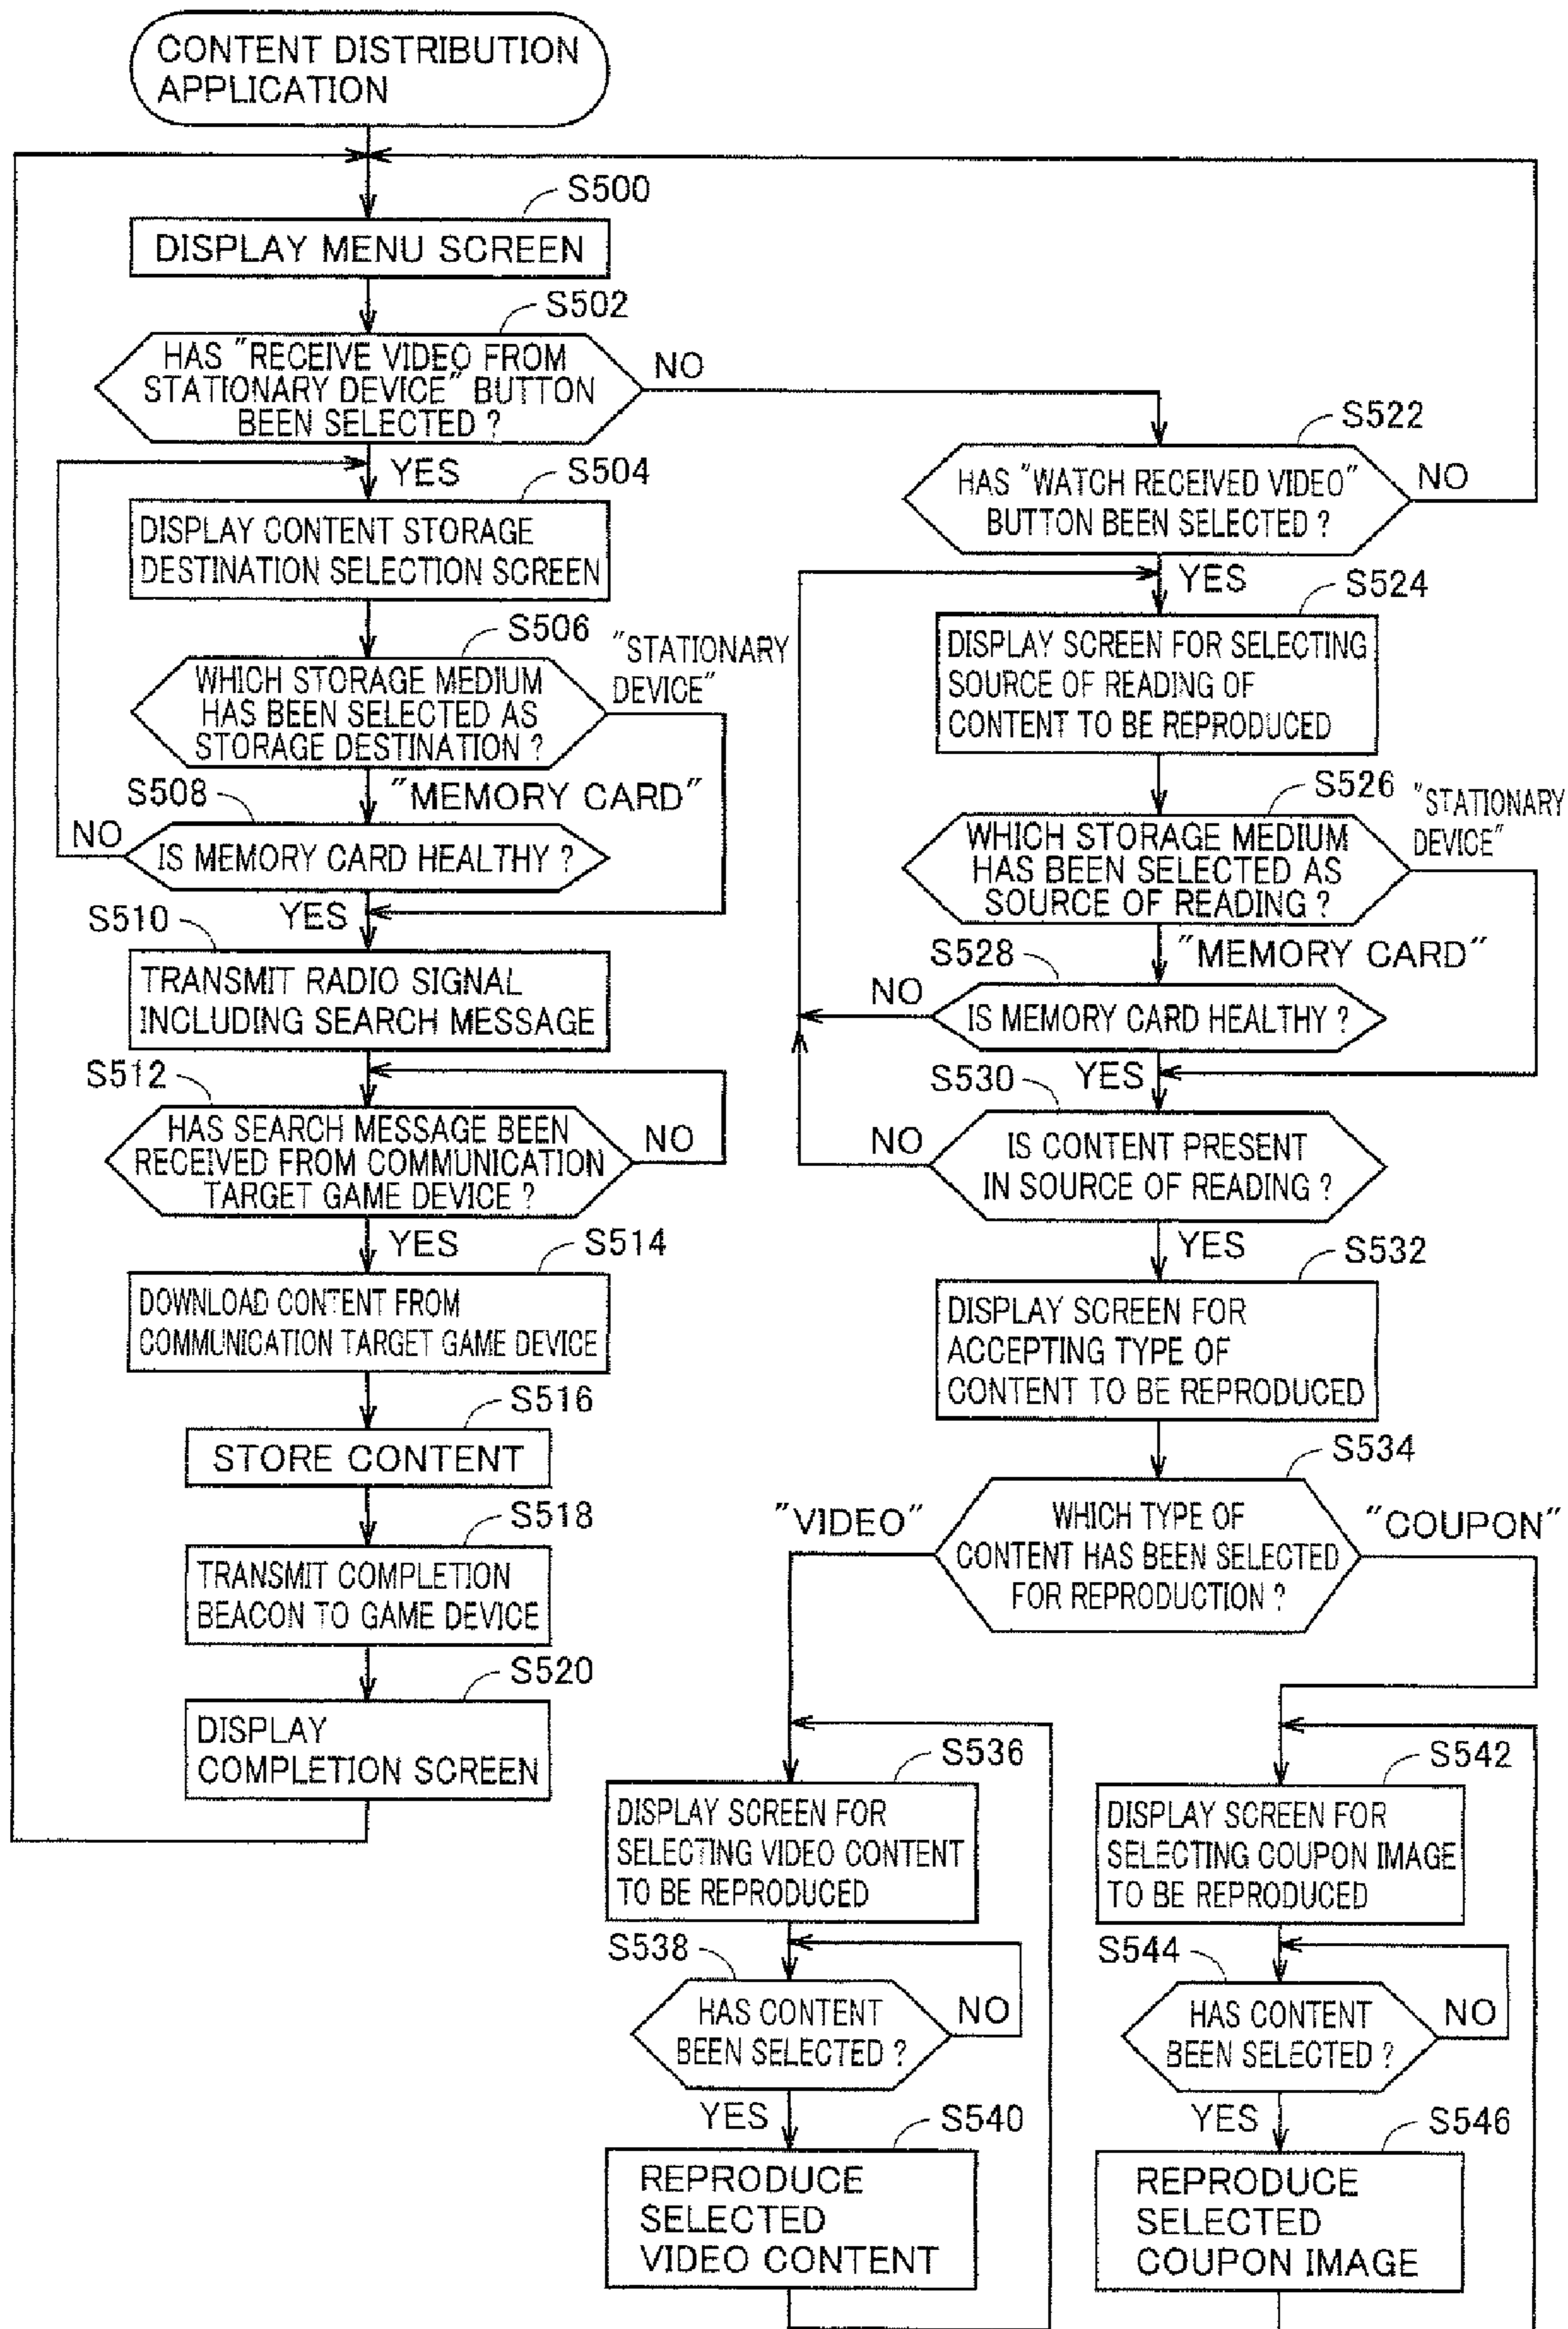 CONTENT DISTRIBUTION
APPLICATION
S500
DISPLAY MENU SCREEN
S502
HAS "RECEIVE VIDEO FROM
STATIONARY DEVICE" BUTTON
BEEN SELECTED ?
NO
YES
S504
DISPLAY CONTENT STORAGE
DESTINATION SELECTION SCREEN
S506
WHICH STORAGE MEDIUM
HAS BEEN SELECTED AS
STORAGE DESTINATION ?
"STATIONARY
DEVICE"
"MEMORY CARD"
S508
IS MEMORY CARD HEALTHY ?
NO
YES
S510
TRANSMIT RADIO SIGNAL
INCLUDING SEARCH MESSAGE
S512
HAS SEARCH MESSAGE BEEN
RECEIVED FROM COMMUNICATION
TARGET GAME DEVICE ?
NO
YES
S514
DOWNLOAD CONTENT FROM
COMMUNICATION TARGET GAME DEVICE
S516
STORE CONTENT
S518
TRANSMIT COMPLETION
BEACON TO GAME DEVICE
S520
DISPLAY
COMPLETION SCREEN
S522
HAS "WATCH RECEIVED VIDEO"
BUTTON BEEN SELECTED ?
NO
YES
S524
DISPLAY SCREEN FOR SELECTING
SOURCE OF READING OF
CONTENT TO BE REPRODUCED
S526
WHICH STORAGE MEDIUM
HAS BEEN SELECTED AS
SOURCE OF READING ?
"STATIONARY
DEVICE"
"MEMORY CARD"
S528
IS MEMORY CARD HEALTHY ?
NO
YES
S530
IS CONTENT PRESENT
IN SOURCE OF READING ?
NO
YES
S532
DISPLAY SCREEN FOR
ACCEPTING TYPE OF
CONTENT TO BE REPRODUCED
S534
WHICH TYPE OF
CONTENT HAS BEEN SELECTED
FOR REPRODUCTION ?
"VIDEO"
"COUPON"
S536
DISPLAY SCREEN FOR
SELECTING VIDEO CONTENT
TO BE REPRODUCED
S538
HAS CONTENT
BEEN SELECTED ?
NO
YES
S540
REPRODUCE
SELECTED
VIDEO CONTENT
S542
DISPLAY SCREEN FOR
SELECTING COUPON IMAGE
TO BE REPRODUCED
S544
HAS CONTENT
BEEN SELECTED ?
NO
YES
S546
REPRODUCE
SELECTED
COUPON IMAGE